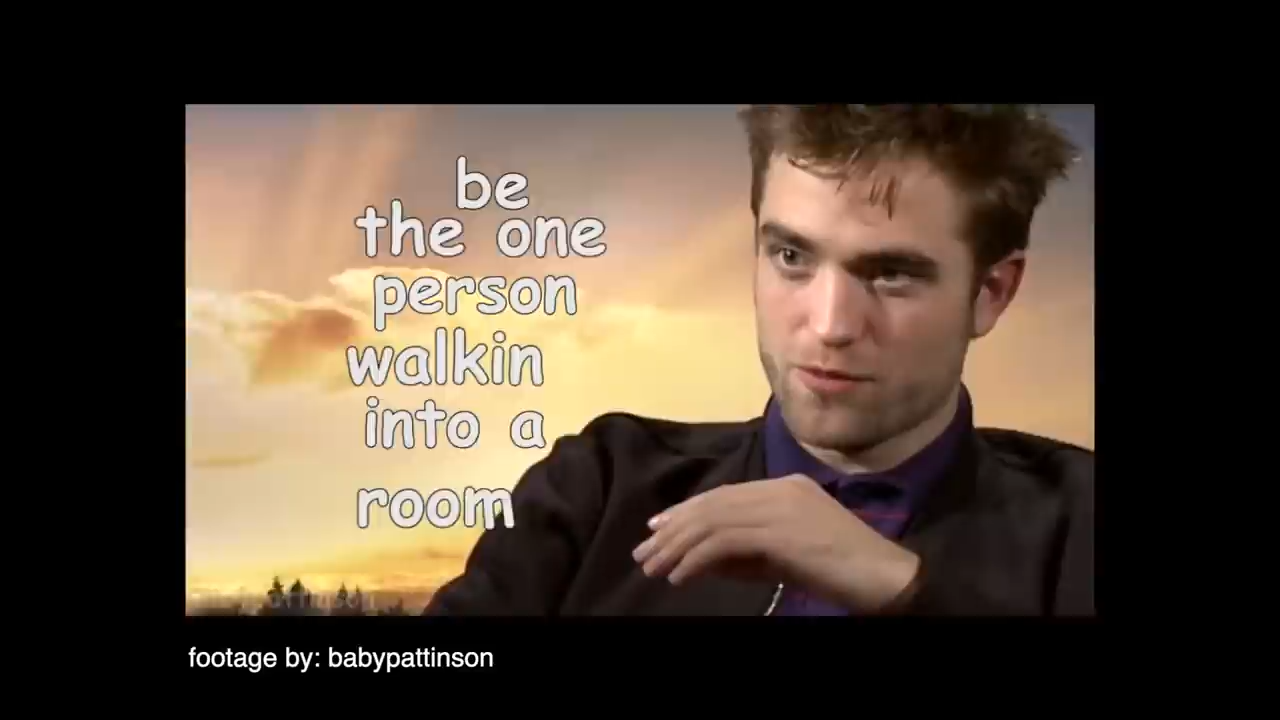 be
the one
person
walkin
into a
room
footage by: babypattinson